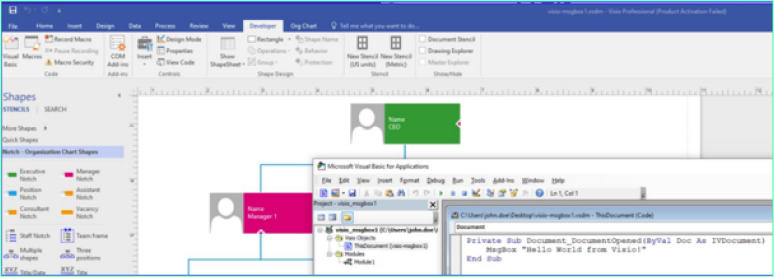 visio-msgbox1.vsdm - Visio Professional (Product Activation Failed)
File Home Insert Design Data Process Review View Developer Org Chart Tell me what you want to do...
Visual Basic
Macros
Record Macro
Pause Recording
Macro Security
Code
COM Add-ins
Add-ins
Insert
Design Mode
Properties
View Code
Controls
Show ShapeSheet
Rectangle
Operations
Group
Shape Name
Behavior
Protection
Shape Design
New Stencil (US units)
New Stencil (Metric)
Stencil
Document Stencil
Drawing Explorer
Master Explorer
Show/Hide
Shapes
STENCILS | SEARCH
More Shapes
Quick Shapes
Notch - Organization Chart Shapes
Executive Notch
Manager Notch
Position Notch
Assistant Notch
Consultant Notch
Vacancy Notch
Staff Notch
Team frame
Multiple shapes
Three positions
XYZ Title/Date
XYZ Title
Name
CEO
Name
Manager 1
Microsoft Visual Basic for Applications
File Edit View Insert Format Debug Run Tools Add-Ins Window Help
Ln 1, Col 1
Project - visio_msgbox1
visio_msgbox1 (C:\Users\john.doe\
Visio Objects
ThisDocument (visio-msgbox1)
Modules
Module1
C:\Users\john.doe\Desktop\visio-msgbox1.vsdm - ThisDocument (Code)
Document
Private Sub Document_DocumentOpened(ByVal Doc As IVDocument)
MsgBox "Hello World from Visio!"
End Sub